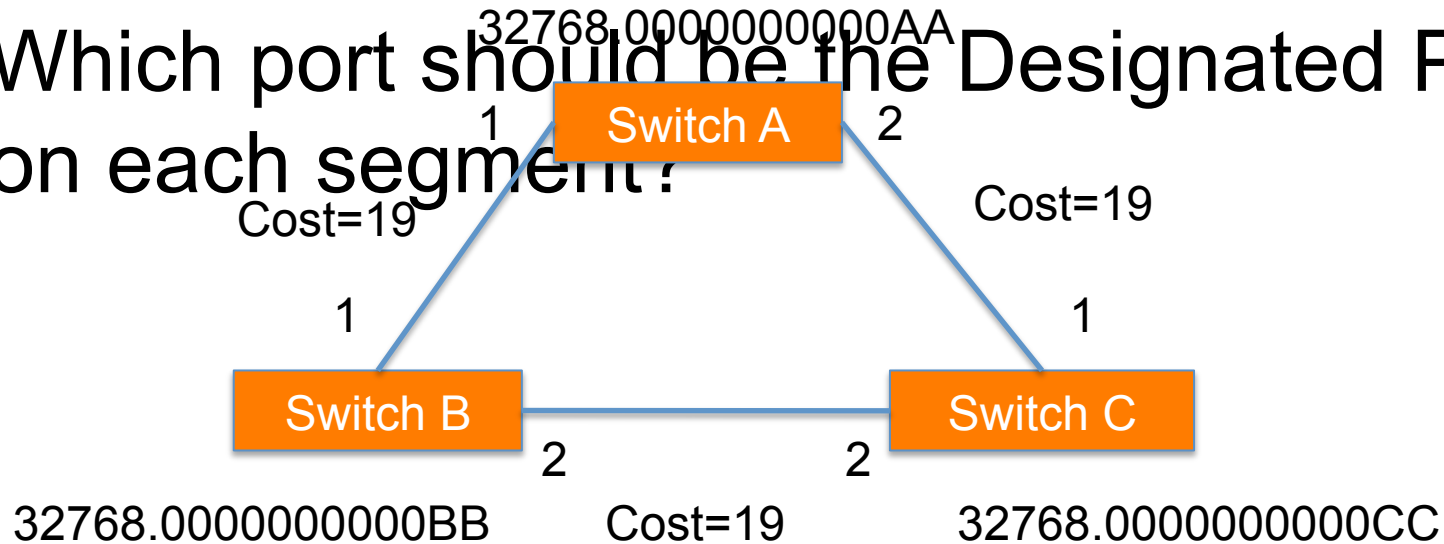 32768.0000000000AA
Which port should be the Designated P
on each segment?
1
Switch A
2
Cost=19
Cost=19
1
1
Switch B
Switch C
2
2
32768.0000000000BB
Cost=19
32768.0000000000CC